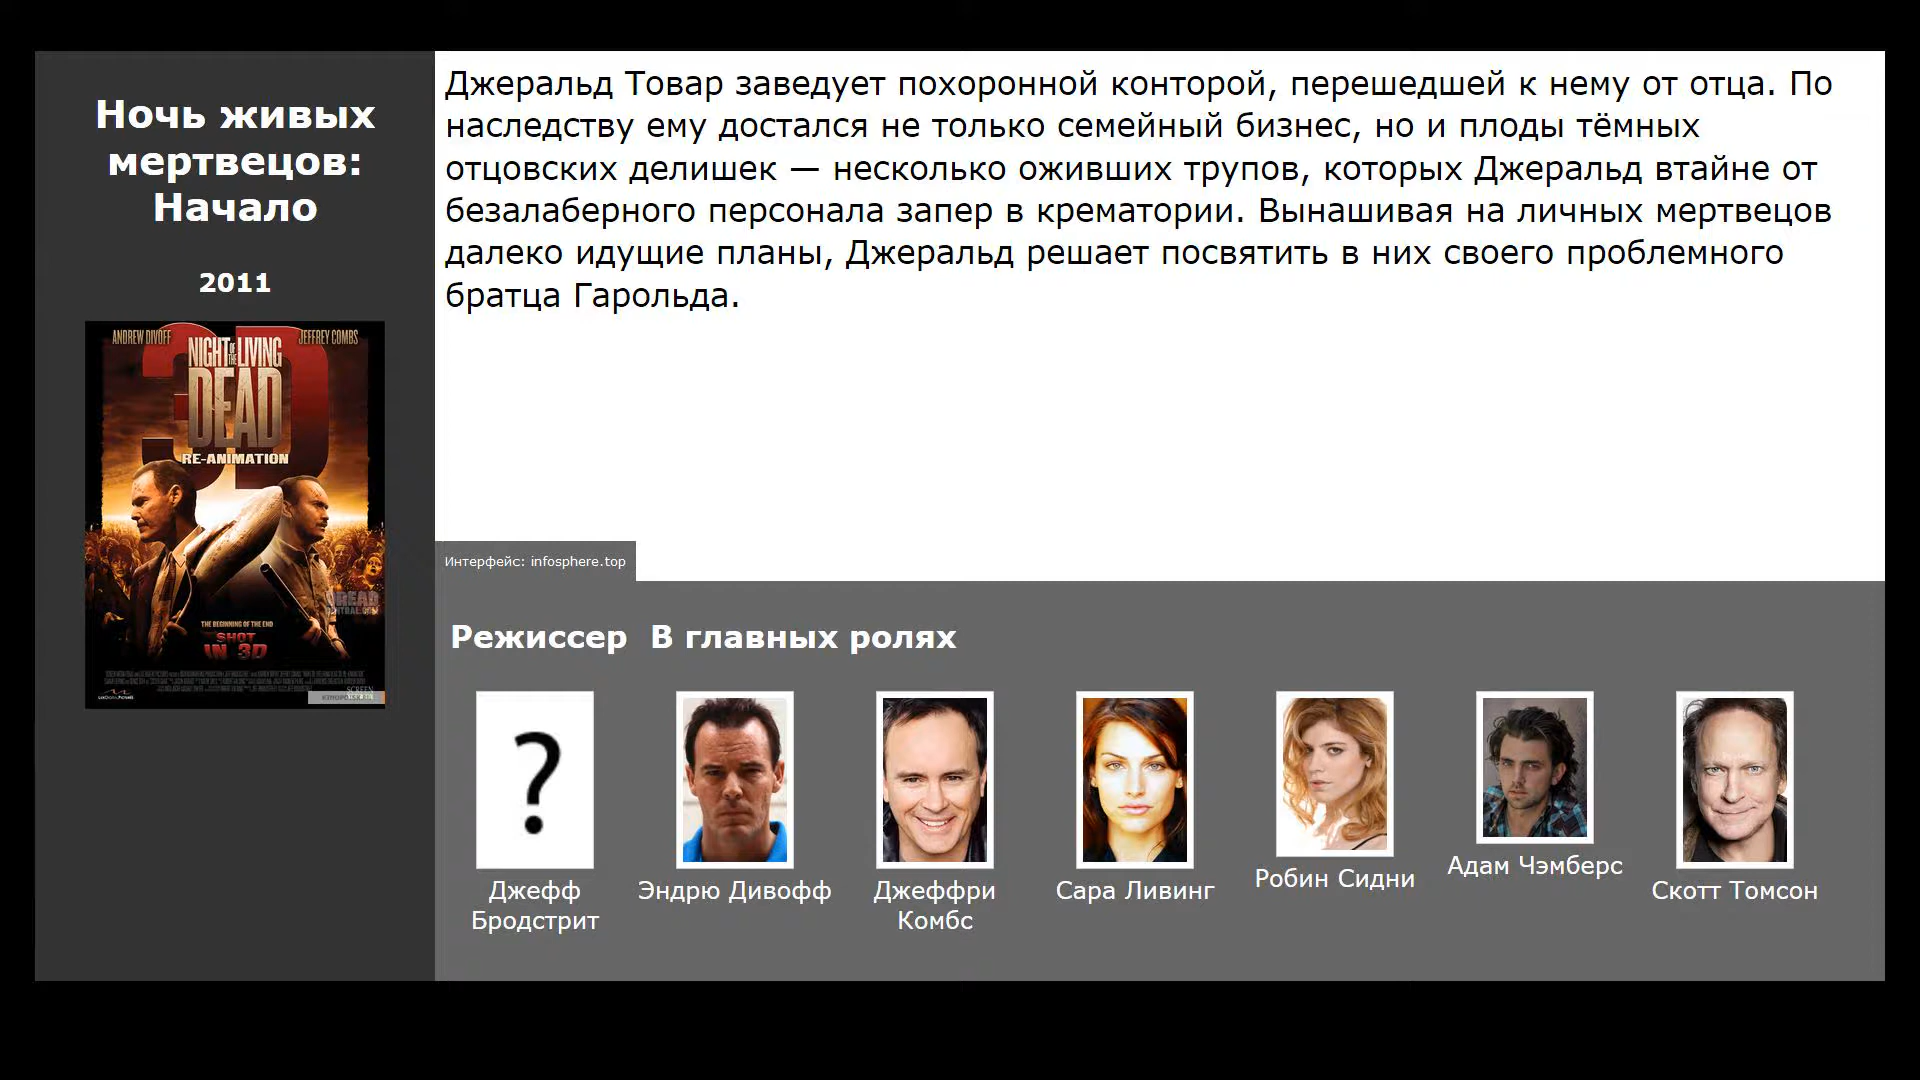 Ночь живых
мертвецов:
Начало
2011
ANDREW DIVOFF
JEFFREY COMBS
3D
NIGHT OF THE LIVING
DEAD
RE-ANIMATION
DREAD
CENTRAL.COM
THE BEGINNING OF THE END
SHOT
IN 3D
Джеральд Товар заведует похоронной конторой, перешедшей к нему от отца. По
наследству ему достался не только семейный бизнес, но и плоды тёмных
отцовских делишек — несколько оживших трупов, которых Джеральд втайне от
безалаберного персонала запер в крематории. Вынашивая на личных мертвецов
далеко идущие планы, Джеральд решает посвятить в них своего проблемного
братца Гарольда.
Интерфейс: infosphere.top
Режиссер В главных ролях
?
Джефф
Бродстрит
Эндрю Дивофф
Джеффри
Комбс
Сара Ливинг
Робин Сидни
Адам Чэмберс
Скотт Томсон